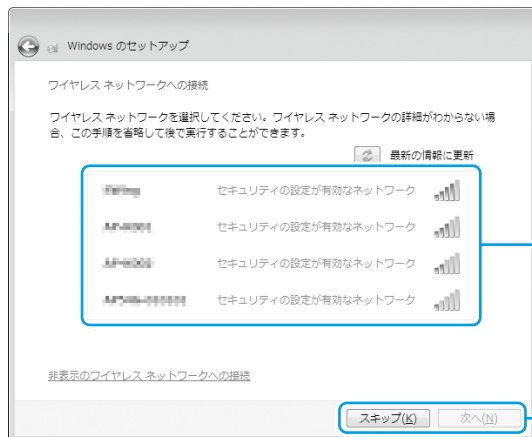 Windows のセットアップ
ワイヤレス ネットワークへの接続
ワイヤレス ネットワークを選択してください。ワイヤレス ネットワークの詳細がわからない場
合、この手順を省略して後で実行することができます。
最新の情報に更新
セキュリティの設定が有効なネットワーク
セキュリティの設定が有効なネットワーク
セキュリティの設定が有効なネットワーク
セキュリティの設定が有効なネットワーク
非表示のワイヤレス ネットワークへの接続
スキップ(K) 次へ(N)